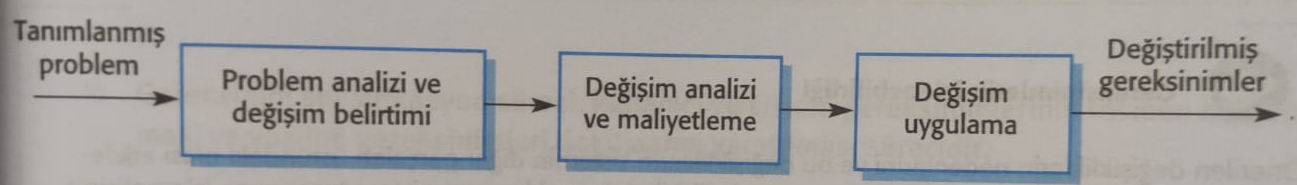 Tanımlanmış
problem
Problem analizi ve
değişim belirtimi
Değişim analizi
ve maliyetleme
Değişim
uygulama
Değiştirilmiş
gereksinimler